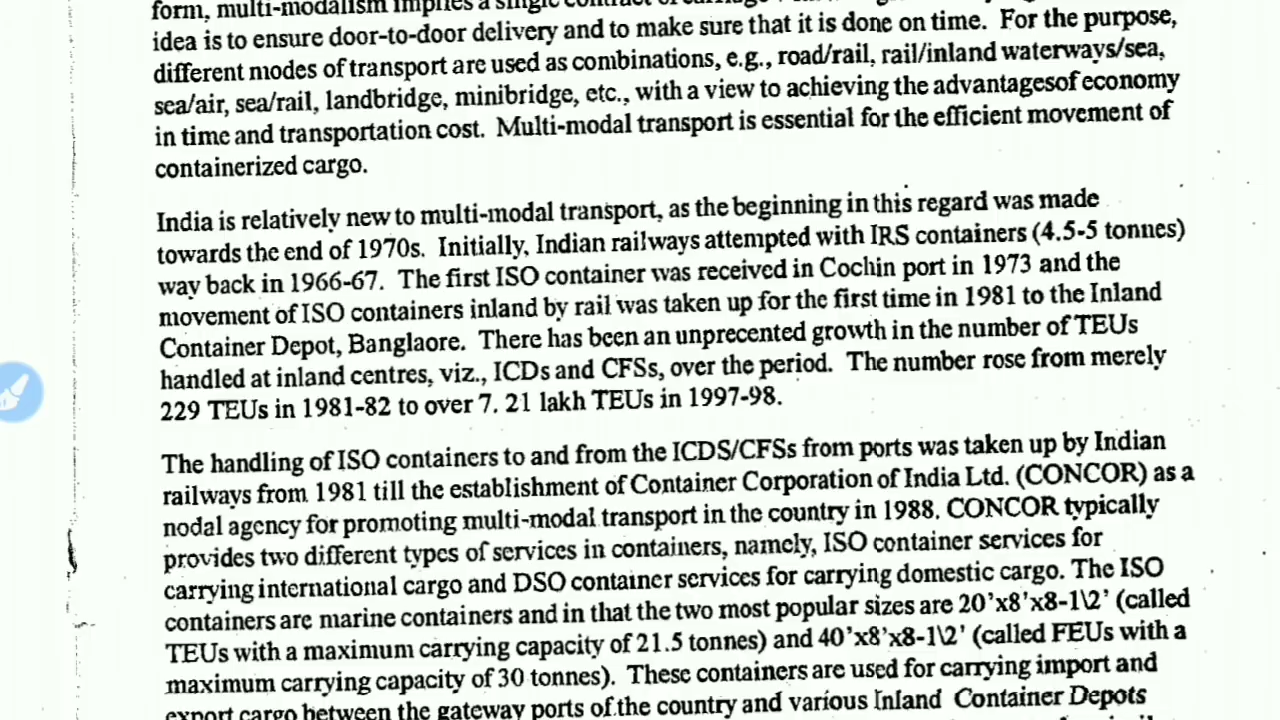 form, multi-modalism implies a single contract of carriage
idea is to ensure door-to-door delivery and to make sure that it is done on time. For the purpose,
different modes of transport are used as combinations, e.g., road/rail, rail/inland waterways/sea,
sea/air, sea/rail, landbridge, minibridge, etc., with a view to achieving the advantagesof economy
in time and transportation cost. Multi-modal transport is essential for the efficient movement of
containerized cargo.
India is relatively new to multi-modal transport, as the beginning in this regard was made
towards the end of 1970s. Initially, Indian railways attempted with IRS containers (4.5-5 tonnes)
way back in 1966-67. The first ISO container was received in Cochin port in 1973 and the
movement of ISO containers inland by rail was taken up for the first time in 1981 to the Inland
Container Depot, Banglaore. There has been an unprecented growth in the number of TEUs
handled at inland centres, viz., ICDs and CFSs, over the period. The number rose from merely
229 TEUs in 1981-82 to over 7. 21 lakh TEUs in 1997-98.
The handling of ISO containers to and from the ICDS/CFSs from ports was taken up by Indian
railways from 1981 till the establishment of Container Corporation of India Ltd. (CONCOR) as a
nodal agency for promoting multi-modal transport in the country in 1988. CONCOR typically
provides two different types of services in containers, namely, ISO container services for
carrying international cargo and DSO container services for carrying domestic cargo. The ISO
containers are marine containers and in that the two most popular sizes are 20’x8’x8-1\2’ (called
TEUs with a maximum carrying capacity of 21.5 tonnes) and 40’x8’x8-1\2’ (called FEUs with a
maximum carrying capacity of 30 tonnes). These containers are used for carrying import and
export cargo between the gateway ports of the country and various Inland Container Depots